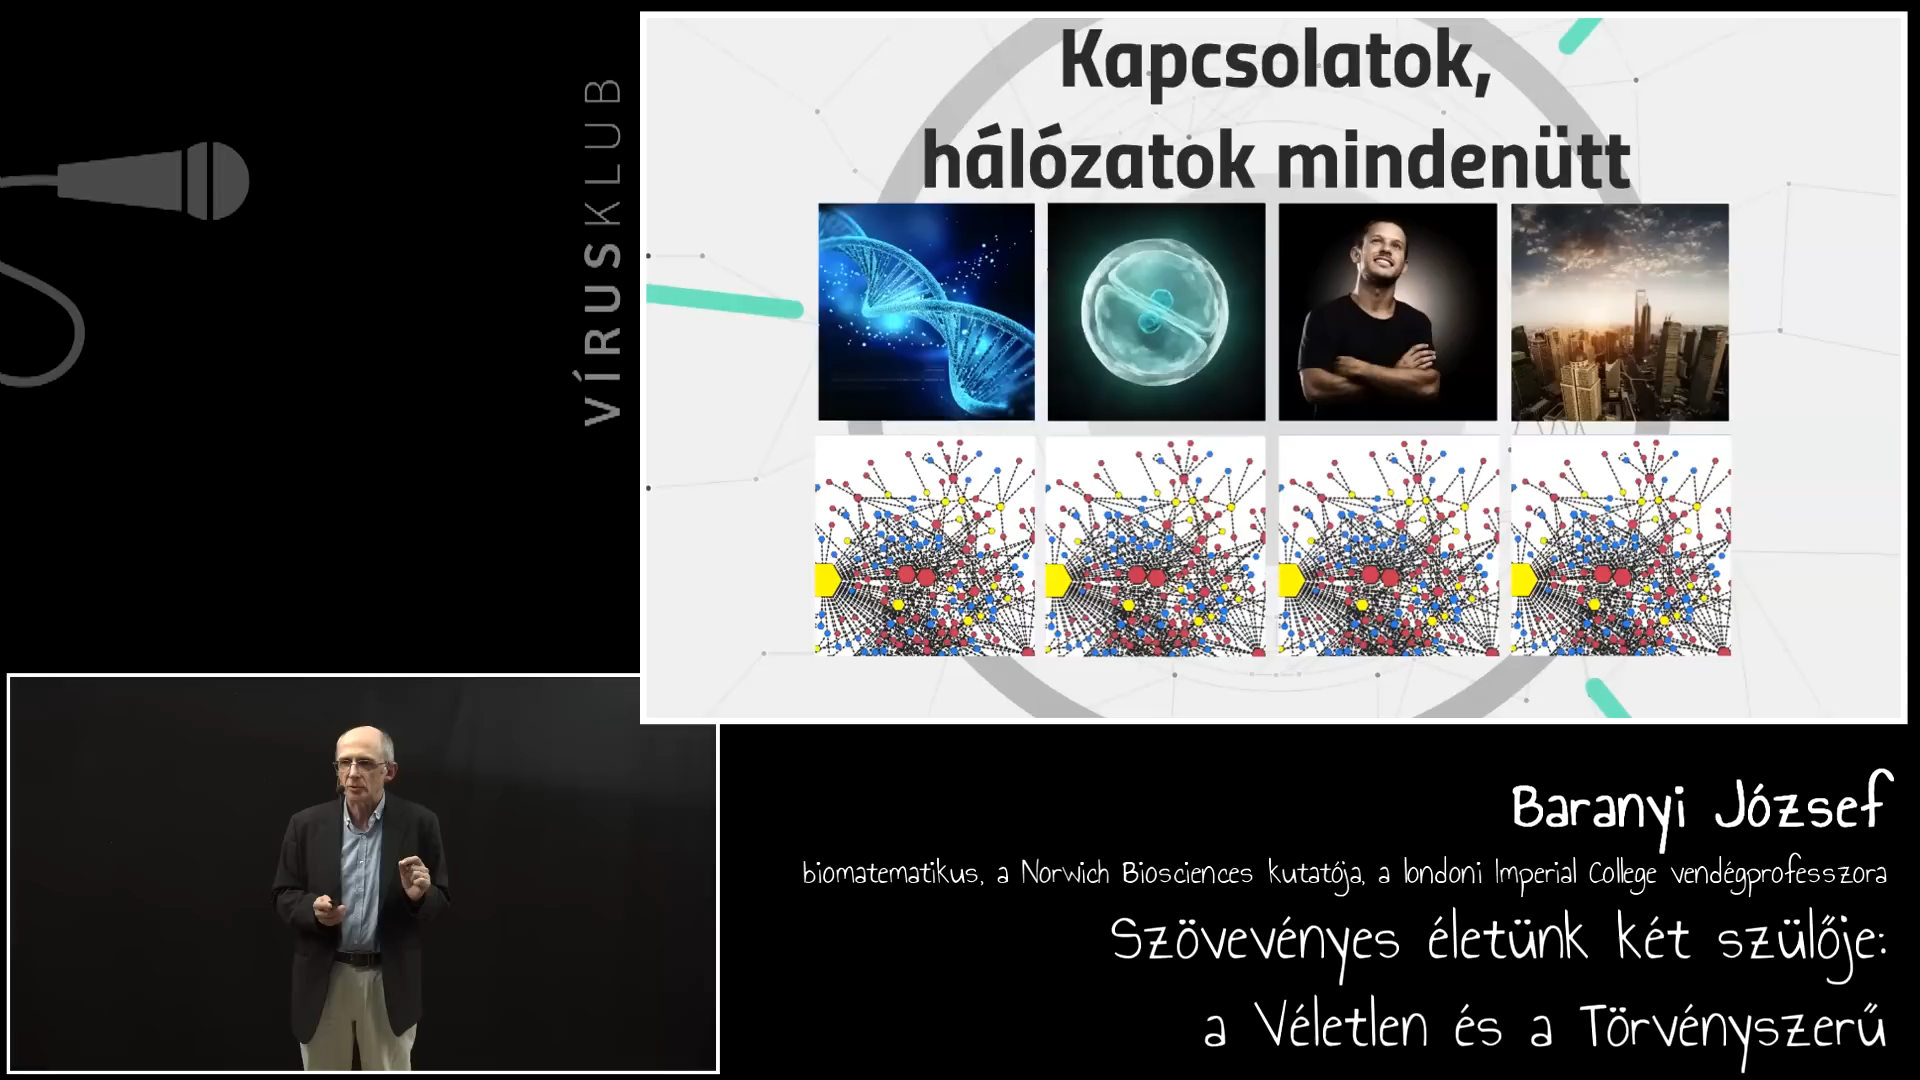 VÍRUSKLUB
Kapcsolatok,
hálózatok mindenütt
Baranyi József
biomatematikus, a Norwich Biosciences kutatója, a londoni Imperial College vendégprofesszora
Szövevényes életünk két szülője:
a Véletlen és a Törvényszerű